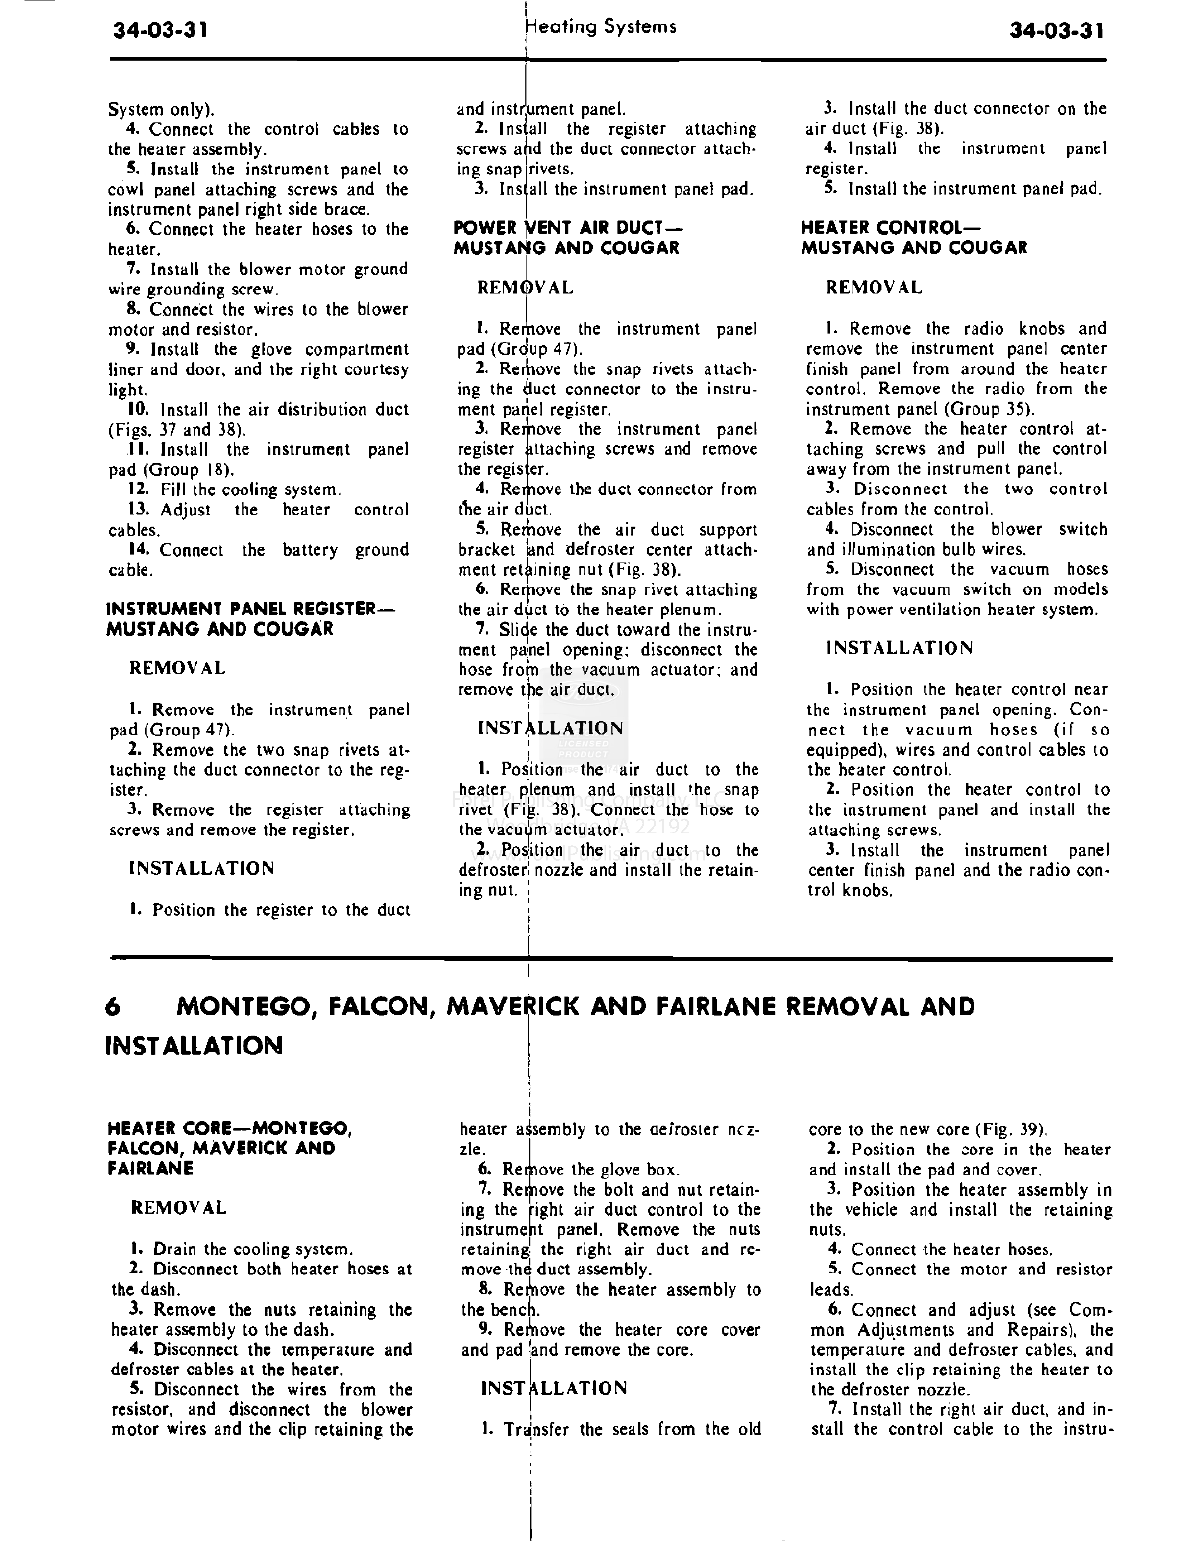 34-03-31
Heating Systems
34-03-31
System only).
4. Connect the control cables to
the heater assembly.
5. Install the instrument panel to
cowl panel attaching screws and the
instrument panel right side brace.
6. Connect the heater hoses to the
heater.
7. Install the blower motor ground
wire grounding screw.
8. Connect the wires to the blower
motor and resistor.
9. Install the glove compartment
liner and door, and the right courtesy
light.
10. Install the air distribution duct
(Figs. 37 and 38).
11. Install the instrument panel
pad (Group 18).
12. Fill the cooling system.
13. Adjust the heater control
cables.
14. Connect the battery ground
cable.
INSTRUMENT PANEL REGISTER—
MUSTANG AND COUGAR
REMOVAL
1. Remove the instrument panel
pad (Group 47).
2. Remove the two snap rivets at-
taching the duct connector to the reg-
ister.
3. Remove the register attaching
screws and remove the register.
INSTALLATION
1. Position the register to the duct
and instrument panel.
2. Install the register attaching
screws and the duct connector attach-
ing snap rivets.
3. Install the instrument panel pad.
POWER VENT AIR DUCT—
MUSTANG AND COUGAR
REMOVAL
1. Remove the instrument panel
pad (Group 47).
2. Remove the snap rivets attach-
ing the duct connector to the instru-
ment panel register.
3. Remove the instrument panel
register attaching screws and remove
the register.
4. Remove the duct connector from
the air duct.
5. Remove the air duct support
bracket and defroster center attach-
ment retaining nut (Fig. 38).
6. Remove the snap rivet attaching
the air duct to the heater plenum.
7. Slide the duct toward the instru-
ment panel opening; disconnect the
hose from the vacuum actuator; and
remove the air duct.
INSTALLATION
1. Position the air duct to the
heater plenum and install the snap
rivet (Fig. 38). Connect the hose to
the vacuum actuator.
2. Position the air duct to the
defroster nozzle and install the retain-
ing nut.
3. Install the duct connector on the
air duct (Fig. 38).
4. Install the instrument panel
register.
5. Install the instrument panel pad.
HEATER CONTROL—
MUSTANG AND COUGAR
REMOVAL
1. Remove the radio knobs and
remove the instrument panel center
finish panel from around the heater
control. Remove the radio from the
instrument panel (Group 35).
2. Remove the heater control at-
taching screws and pull the control
away from the instrument panel.
3. Disconnect the two control
cables from the control.
4. Disconnect the blower switch
and illumination bulb wires.
5. Disconnect the vacuum hoses
from the vacuum switch on models
with power ventilation heater system.
INSTALLATION
1. Position the heater control near
the instrument panel opening. Con-
nect the vacuum hoses (if so
equipped), wires and control cables to
the heater control.
2. Position the heater control to
the instrument panel and install the
attaching screws.
3. Install the instrument panel
center finish panel and the radio con-
trol knobs.
LICENSED
PRODUCT
6 MONTEGO, FALCON, MAVERICK AND FAIRLANE REMOVAL AND
INSTALLATION
HEATER CORE—MONTEGO,
FALCON, MAVERICK AND
FAIRLANE
REMOVAL
1. Drain the cooling system.
2. Disconnect both heater hoses at
the dash.
3. Remove the nuts retaining the
heater assembly to the dash.
4. Disconnect the temperature and
defroster cables at the heater.
5. Disconnect the wires from the
resistor, and disconnect the blower
motor wires and the clip retaining the
heater assembly to the defroster noz-
zle.
6. Remove the glove box.
7. Remove the bolt and nut retain-
ing the right air duct control to the
instrument panel. Remove the nuts
retaining the right air duct and re-
move the duct assembly.
8. Remove the heater assembly to
the bench.
9. Remove the heater core cover
and pad and remove the core.
INSTALLATION
1. Transfer the seals from the old
core to the new core (Fig. 39).
2. Position the core in the heater
and install the pad and cover.
3. Position the heater assembly in
the vehicle and install the retaining
nuts.
4. Connect the heater hoses.
5. Connect the motor and resistor
leads.
6. Connect and adjust (see Com-
mon Adjustments and Repairs), the
temperature and defroster cables, and
install the clip retaining the heater to
the defroster nozzle.
7. Install the right air duct, and in-
stall the control cable to the instru-